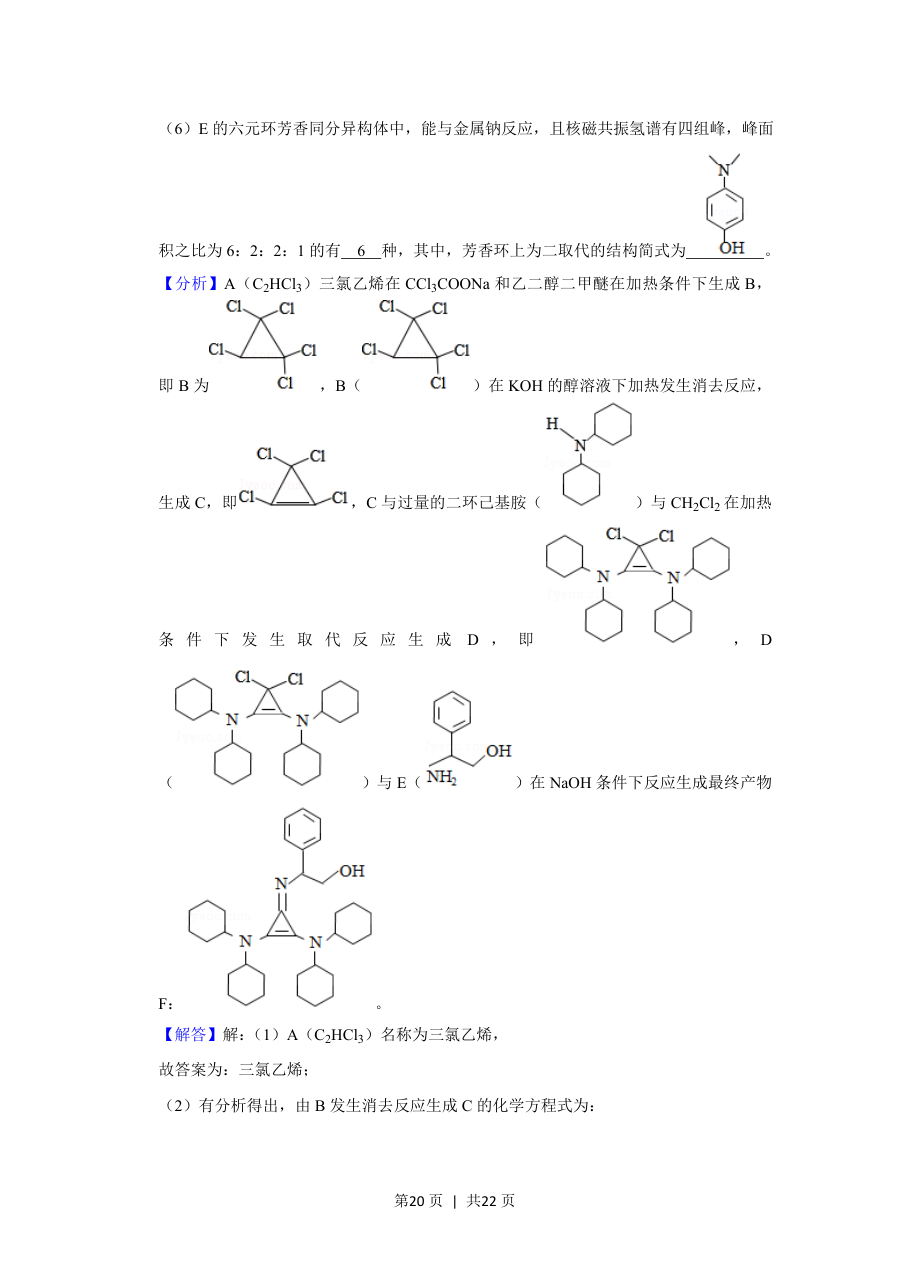 （6）E 的六元环芳香同分异构体中，能与金属钠反应，且核磁共振氢谱有四组峰，峰面
N
OH
积之比为 6：2：2：1 的有 6 种，其中，芳香环上为二取代的结构简式为 。
【分析】A（C2HCl3）三氯乙烯在 CCl3COONa 和乙二醇二甲醚在加热条件下生成 B，
Cl Cl Cl Cl
Cl Cl Cl Cl
Cl Cl
即 B 为 ，B（ ）在 KOH 的醇溶液下加热发生消去反应，
H
N
Cl Cl
Cl Cl
生成 C，即 ，C 与过量的二环己基胺（ ）与 CH2Cl2 在加热
Cl Cl
N N
条件下发生取代反应生成 D，即 ，D
Cl Cl
N N
OH
NH2
（ ）与 E（ ）在 NaOH 条件下反应生成最终产物
OH
N
N N
F： 。
【解答】解：（1）A（C2HCl3）名称为三氯乙烯，
故答案为：三氯乙烯；
（2）有分析得出，由 B 发生消去反应生成 C 的化学方程式为：
第20 页 | 共22 页